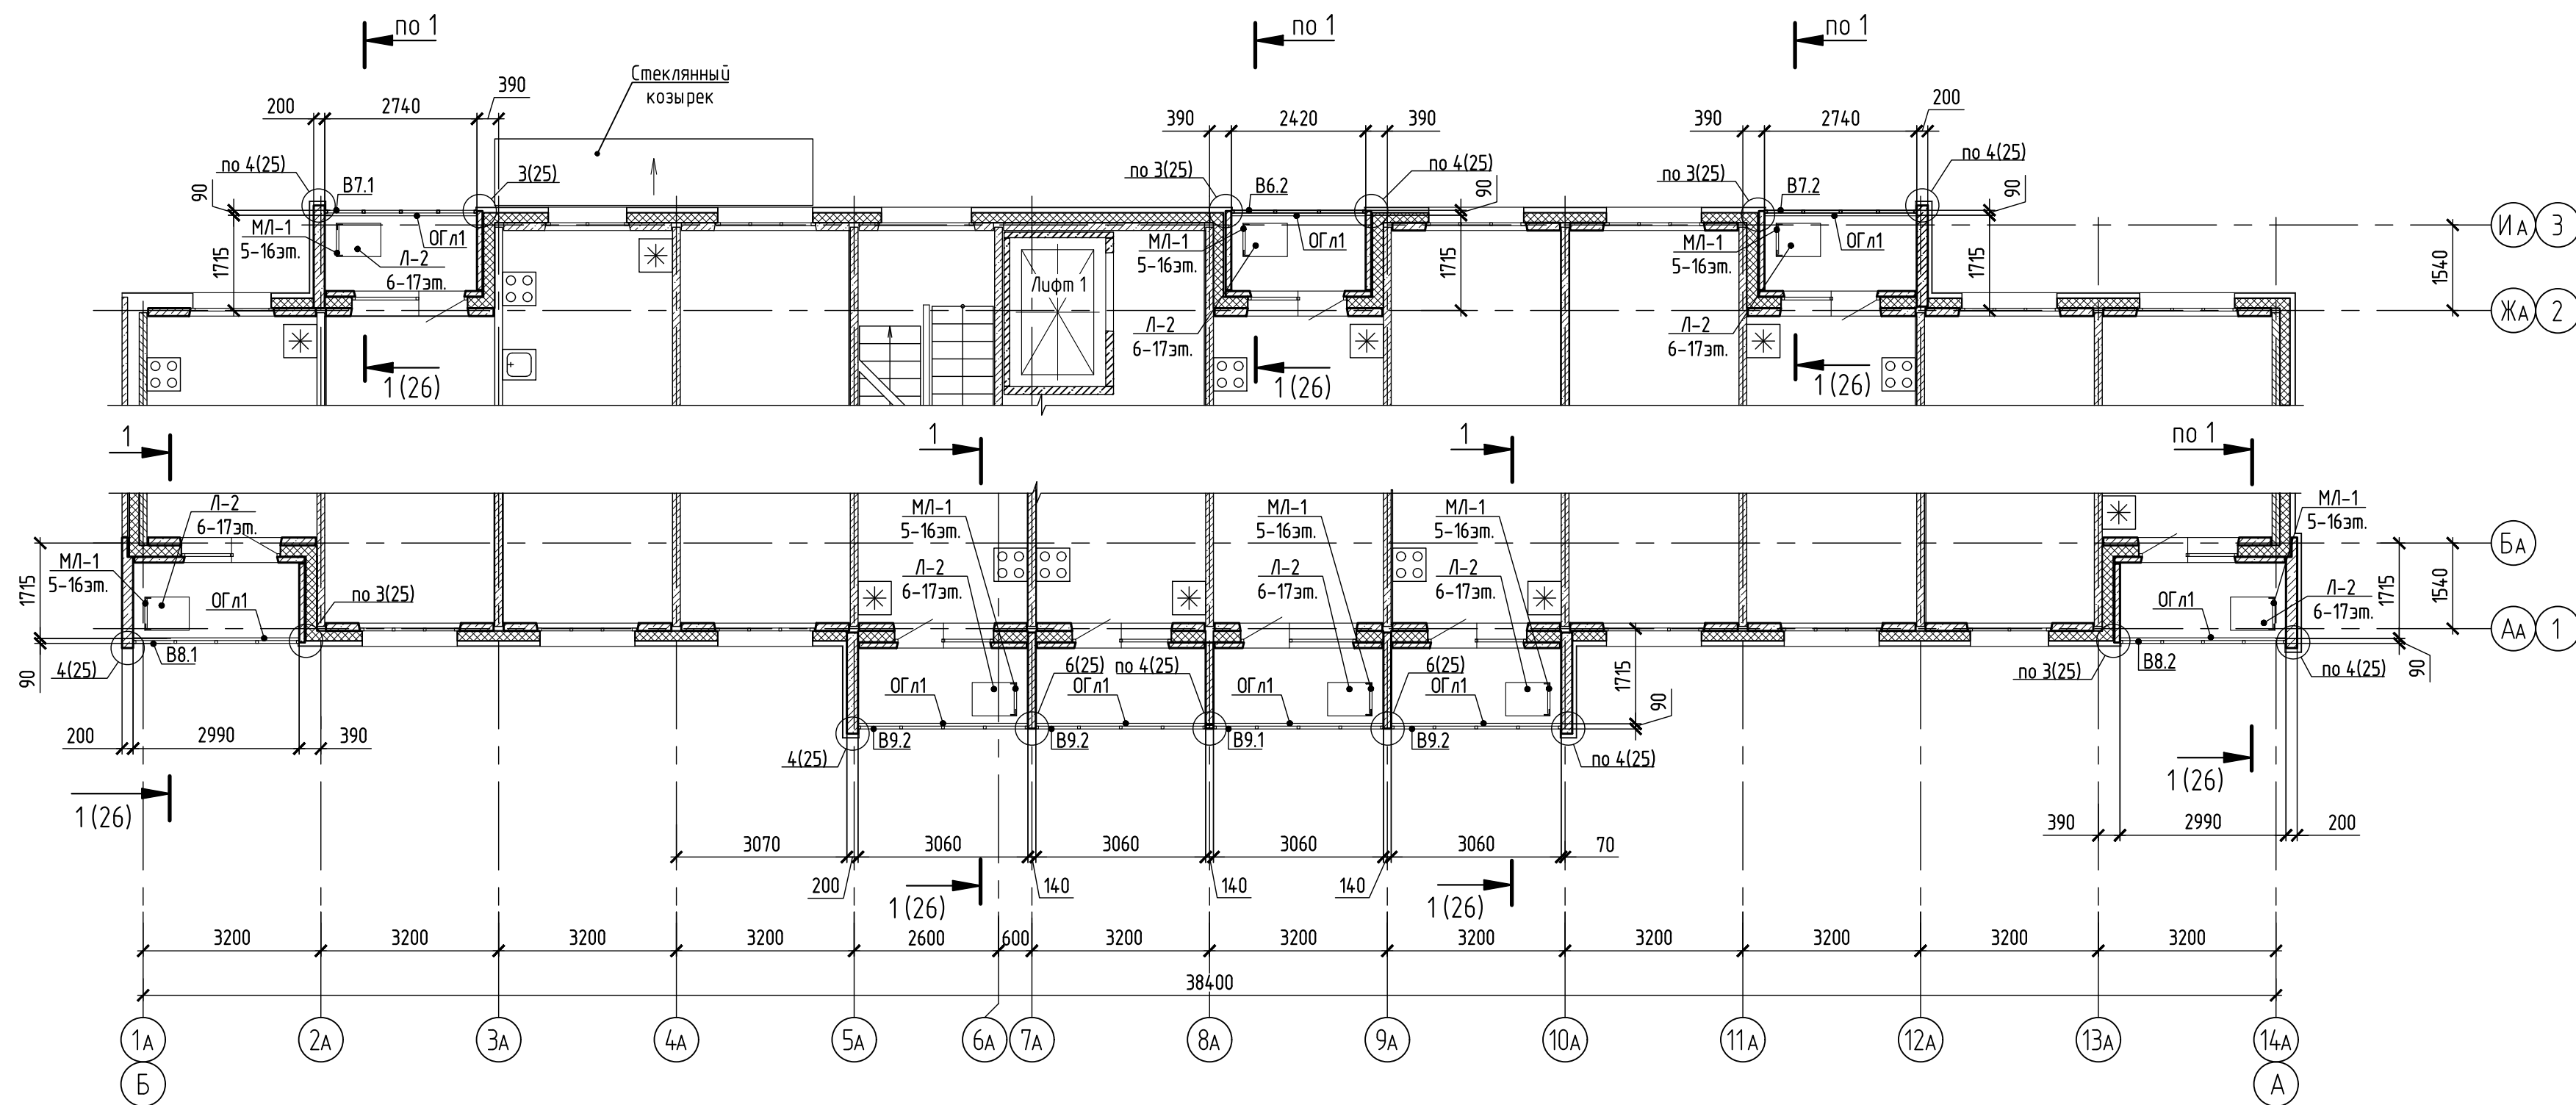 по 1
по 1
по 1
Стеклянный
козырек
200
2740
390
390
2420
390
390
2740
200
по 4(25)
В7.1
3(25)
по 3(25)
В6.2
по 4(25)
по 3(25)
В7.2
по 4(25)
90
90
90
МЛ-1
5-16эт.
ОГл1
Л-2
6-17эт.
1715
Лифт 1
МЛ-1
5-16эт.
ОГл1
1715
Л-2
6-17эт.
МЛ-1
5-16эт.
ОГл1
1715
Л-2
6-17эт.
1540
ИА
3
ЖА
2
1 (26)
1 (26)
1 (26)
1
1
1
по 1
Л-2
6-17эт.
МЛ-1
5-16эт.
МЛ-1
5-16эт.
МЛ-1
5-16эт.
МЛ-1
5-16эт.
МЛ-1
5-16эт.
Л-2
6-17эт.
Л-2
6-17эт.
Л-2
6-17эт.
Л-2
6-17эт.
1715
ОГл1
по 3(25)
ОГл1
1715
1540
БА
АА
1
90
4(25)
В8.1
ОГл1
6(25)
ОГл1
по 4(25)
ОГл1
6(25)
ОГл1
1715
90
по 3(25)
В8.2
по 4(25)
90
200
2990
390
4(25)
В9.2
В9.2
В9.1
В9.2
по 4(25)
1 (26)
1 (26)
3070
3060
3060
3060
3060
70
390
2990
200
200
140
140
140
1 (26)
1 (26)
3200
3200
3200
3200
2600
600
3200
3200
3200
3200
3200
3200
3200
38400
1А
2А
3А
4А
5А
6А
7А
8А
9А
10А
11А
12А
13А
14А
Б
А